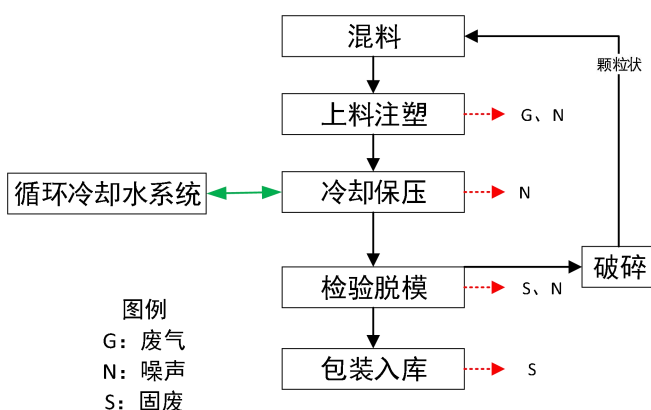 混料
颗粒状
上料注塑
G、N
循环冷却水系统
冷却保压
N
破碎
检验脱模
S、N
图例
G：废气
N：噪声
S：固废
包装入库
S